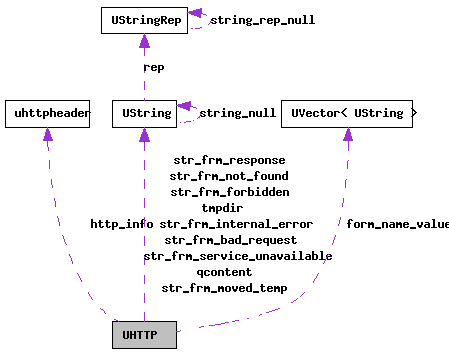 UStringRep
string_rep_null
rep
uhttpheader
UString
string_null
UVector< UString >
str_frm_response
str_frm_not_found
str_frm_forbidden
tmpdir
http_info
str_frm_internal_error
form_name_value
str_frm_bad_request
str_frm_service_unavailable
qcontent
str_frm_moved_temp
UHTTP